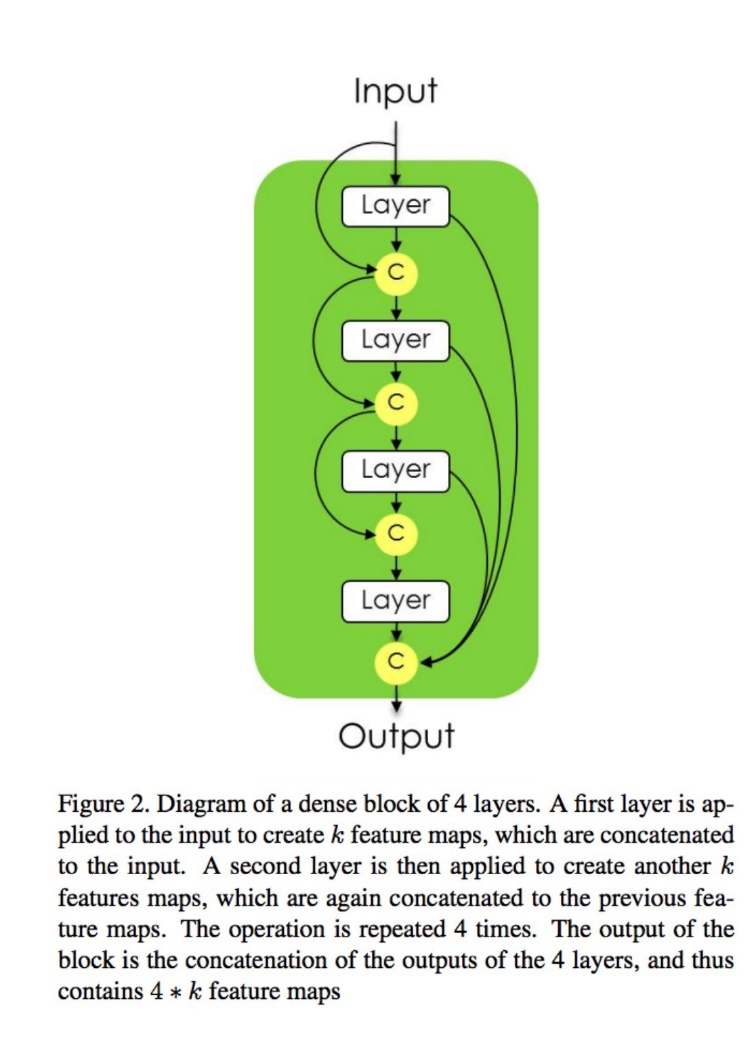 Input
Layer
C
Layer
C
Layer
C
Layer
C
Output
Figure 2. Diagram of a dense block of 4 layers. A first layer is ap-
plied to the input to create k feature maps, which are concatenated
to the input. A second layer is then applied to create another k
features maps, which are again concatenated to the previous fea-
ture maps. The operation is repeated 4 times. The output of the
block is the concatenation of the outputs of the 4 layers, and thus
contains 4 ∗ k feature maps